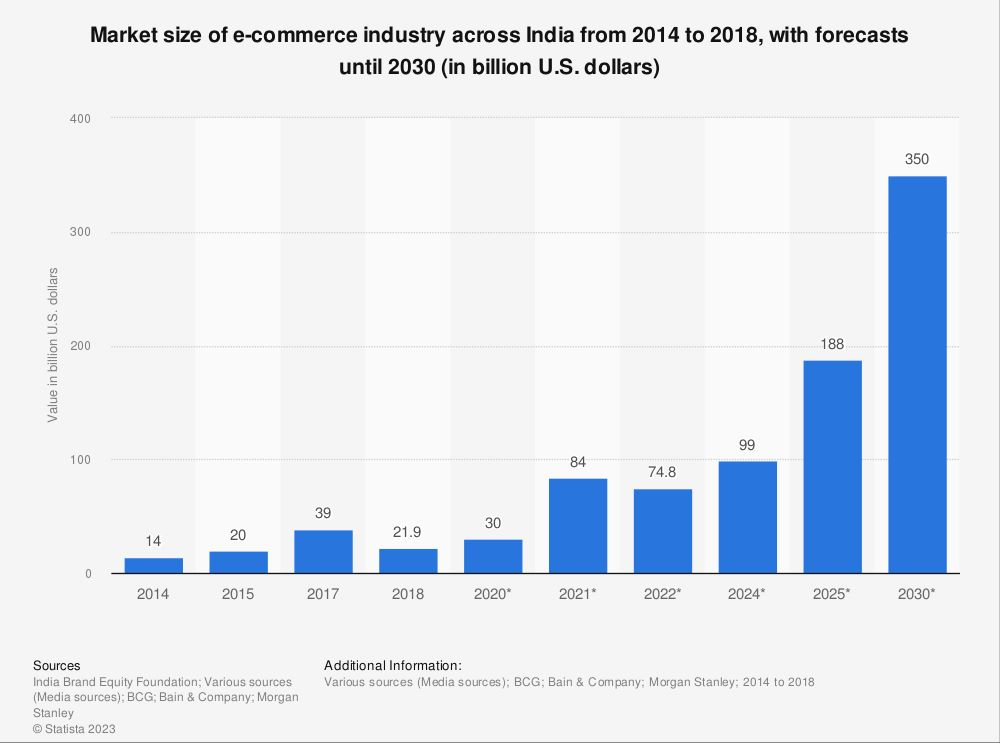 Market size of e-commerce industry across India from 2014 to 2018, with forecasts
until 2030 (in billion U.S. dollars)
Value in billion U.S. dollars
400
300
200
100
0
14
20
39
21.9
30
84
74.8
99
188
350
2014
2015
2017
2018
2020*
2021*
2022*
2024*
2025*
2030*
Sources
India Brand Equity Foundation; Various sources
(Media sources); BCG; Bain & Company; Morgan
Stanley
© Statista 2023
Additional Information:
Various sources (Media sources); BCG; Bain & Company; Morgan Stanley; 2014 to 2018